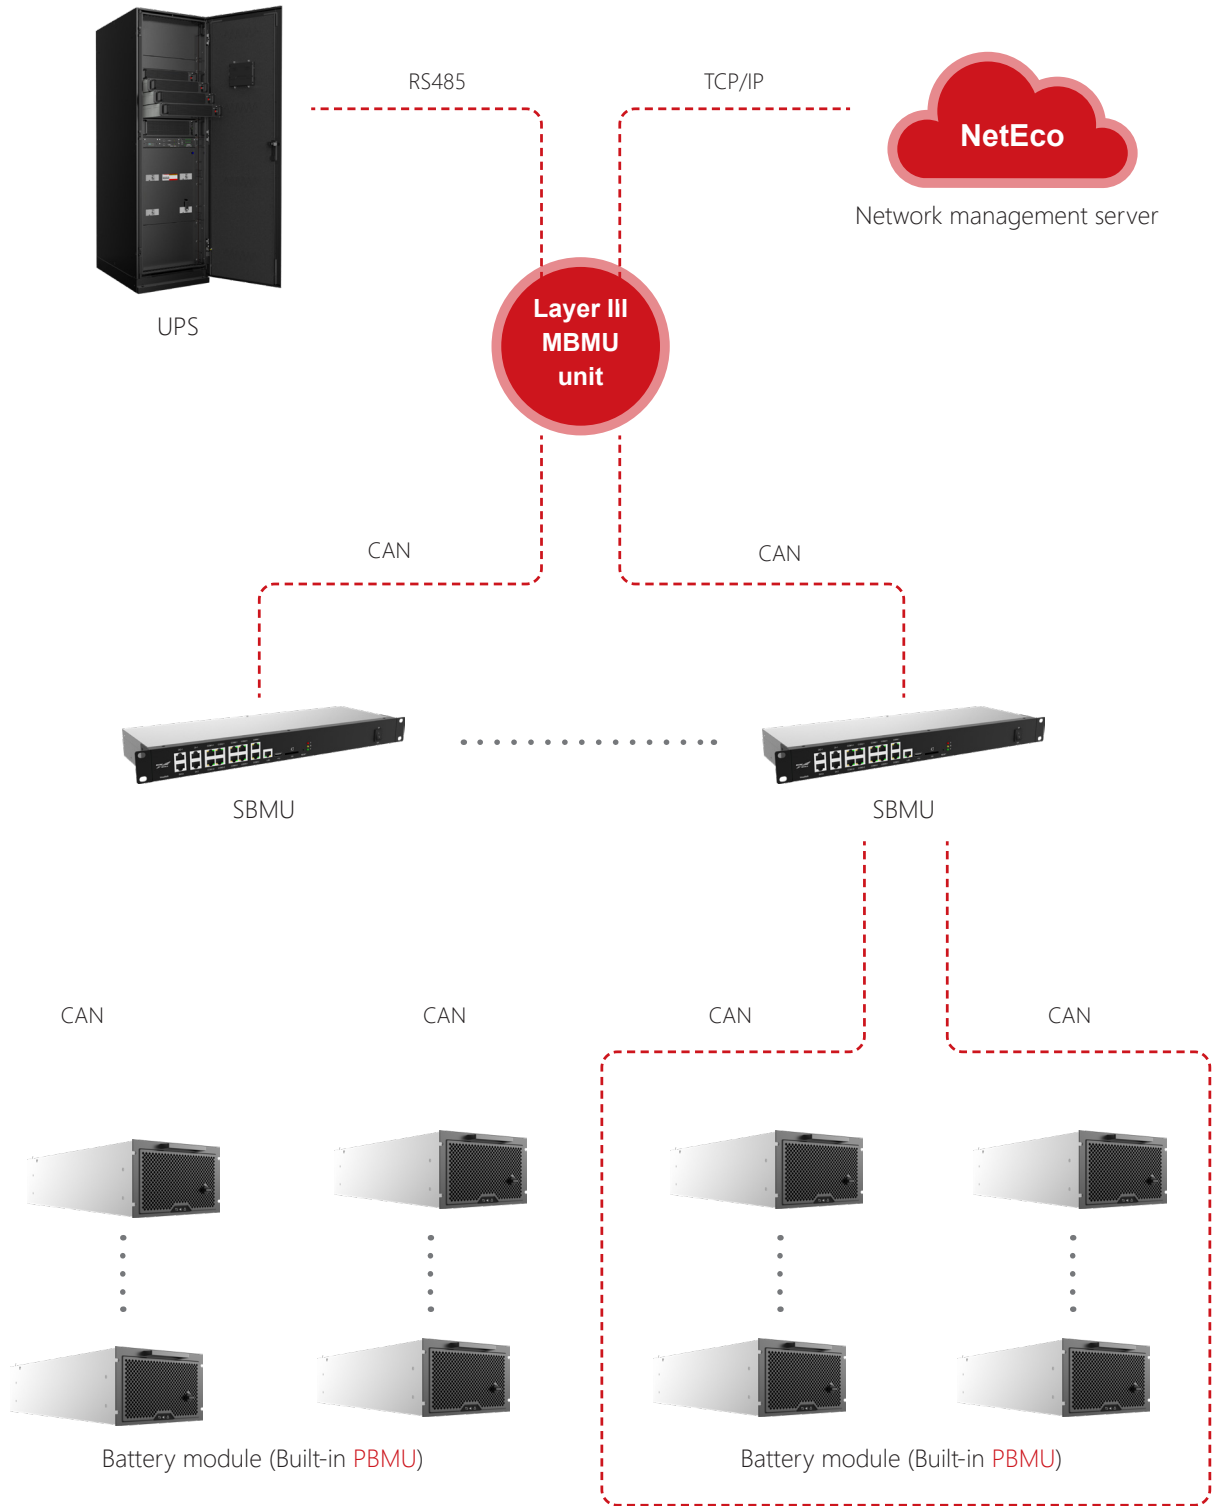 RS485
TCP/IP
NetEco
Network management server
UPS
Layer III
MBMU
unit
CAN
CAN
SBMU
SBMU
CAN
CAN
CAN
CAN
Battery module (Built-in PBMU)
Battery module (Built-in PBMU)